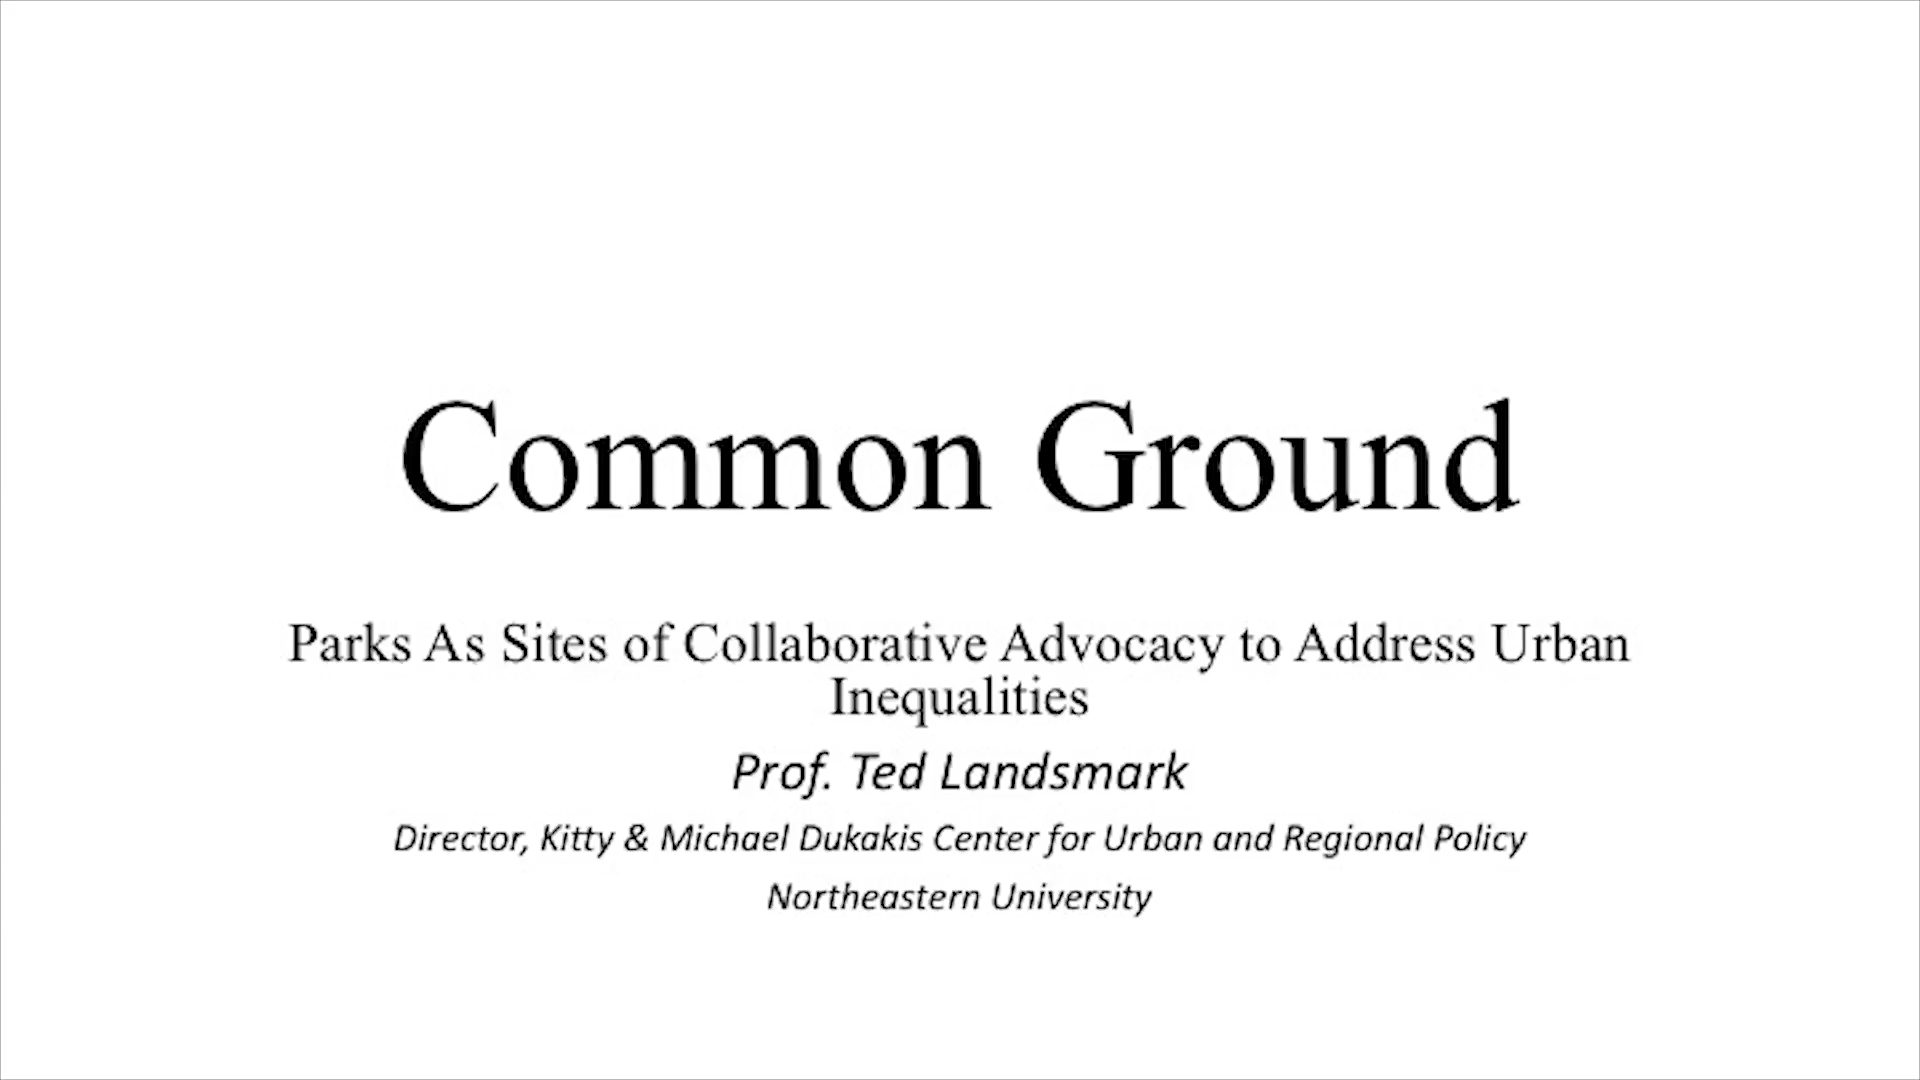 Common Ground
Parks As Sites of Collaborative Advocacy to Address Urban
Inequalities
Prof. Ted Landsmark
Director, Kitty & Michael Dukakis Center for Urban and Regional Policy
Northeastern University